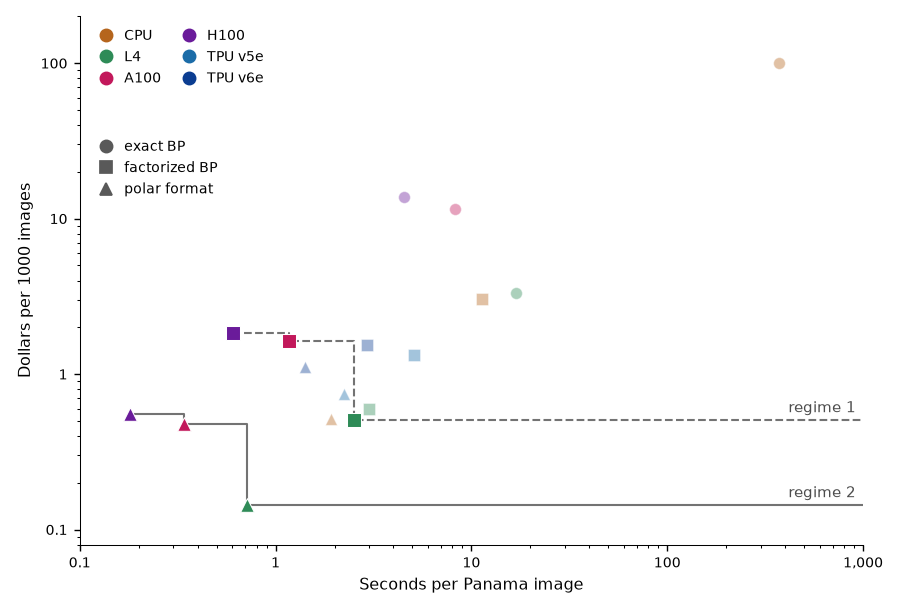 CPU
L4
A100
H100
TPU v5e
TPU v6e
exact BP
factorized BP
polar format
Dollars per 1000 images
100
10
1
0.1
regime 1
regime 2
0.1
1
10
100
1,000
Seconds per Panama image